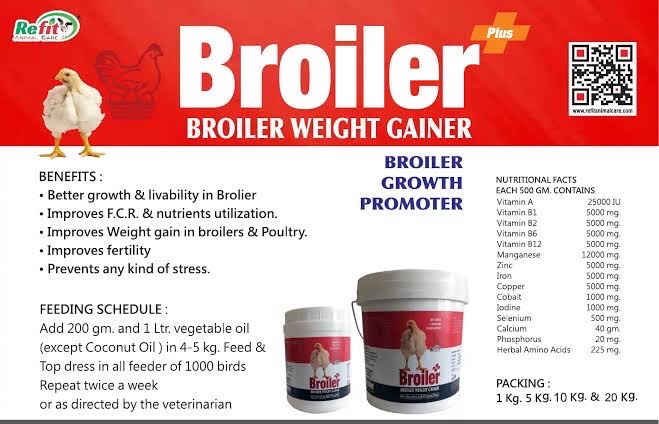 Refit
ANIMAL CARE
Broiler
Plus
BROILER WEIGHT GAINER
www.refitanimalcare.com
BROILER
GROWTH
PROMOTER
BENEFITS :
• Better growth & livability in Brolier
• Improves F.C.R. & nutrients utilization.
• Improves Weight gain in broilers & Poultry.
• Improves fertility
• Prevents any kind of stress.
FEEDING SCHEDULE :
Add 200 gm. and 1 Ltr. vegetable oil
(except Coconut Oil ) in 4-5 kg. Feed &
Top dress in all feeder of 1000 birds
Repeat twice a week
or as directed by the veterinarian
Broiler
BROILER WEIGHT GAINER
Broiler
BROILER WEIGHT GAINER
NUTRITIONAL FACTS
EACH 500 GM. CONTAINS
Vitamin A 25000 IU
Vitamin B1 5000 mg.
Vitamin B2 5000 mg.
Vitamin B6 5000 mg.
Vitamin B12 5000 mg.
Manganese 12000 mg.
Zinc 5000 mg.
Iron 5000 mg.
Copper 5000 mg.
Cobalt 1000 mg.
Iodine 1000 mg.
Selenium 500 mg.
Calcium 40 gm.
Phosphorus 20 mg.
Herbal Amino Acids 225 mg.
PACKING :
1 Kg. 5 Kg. 10 Kg. & 20 Kg.